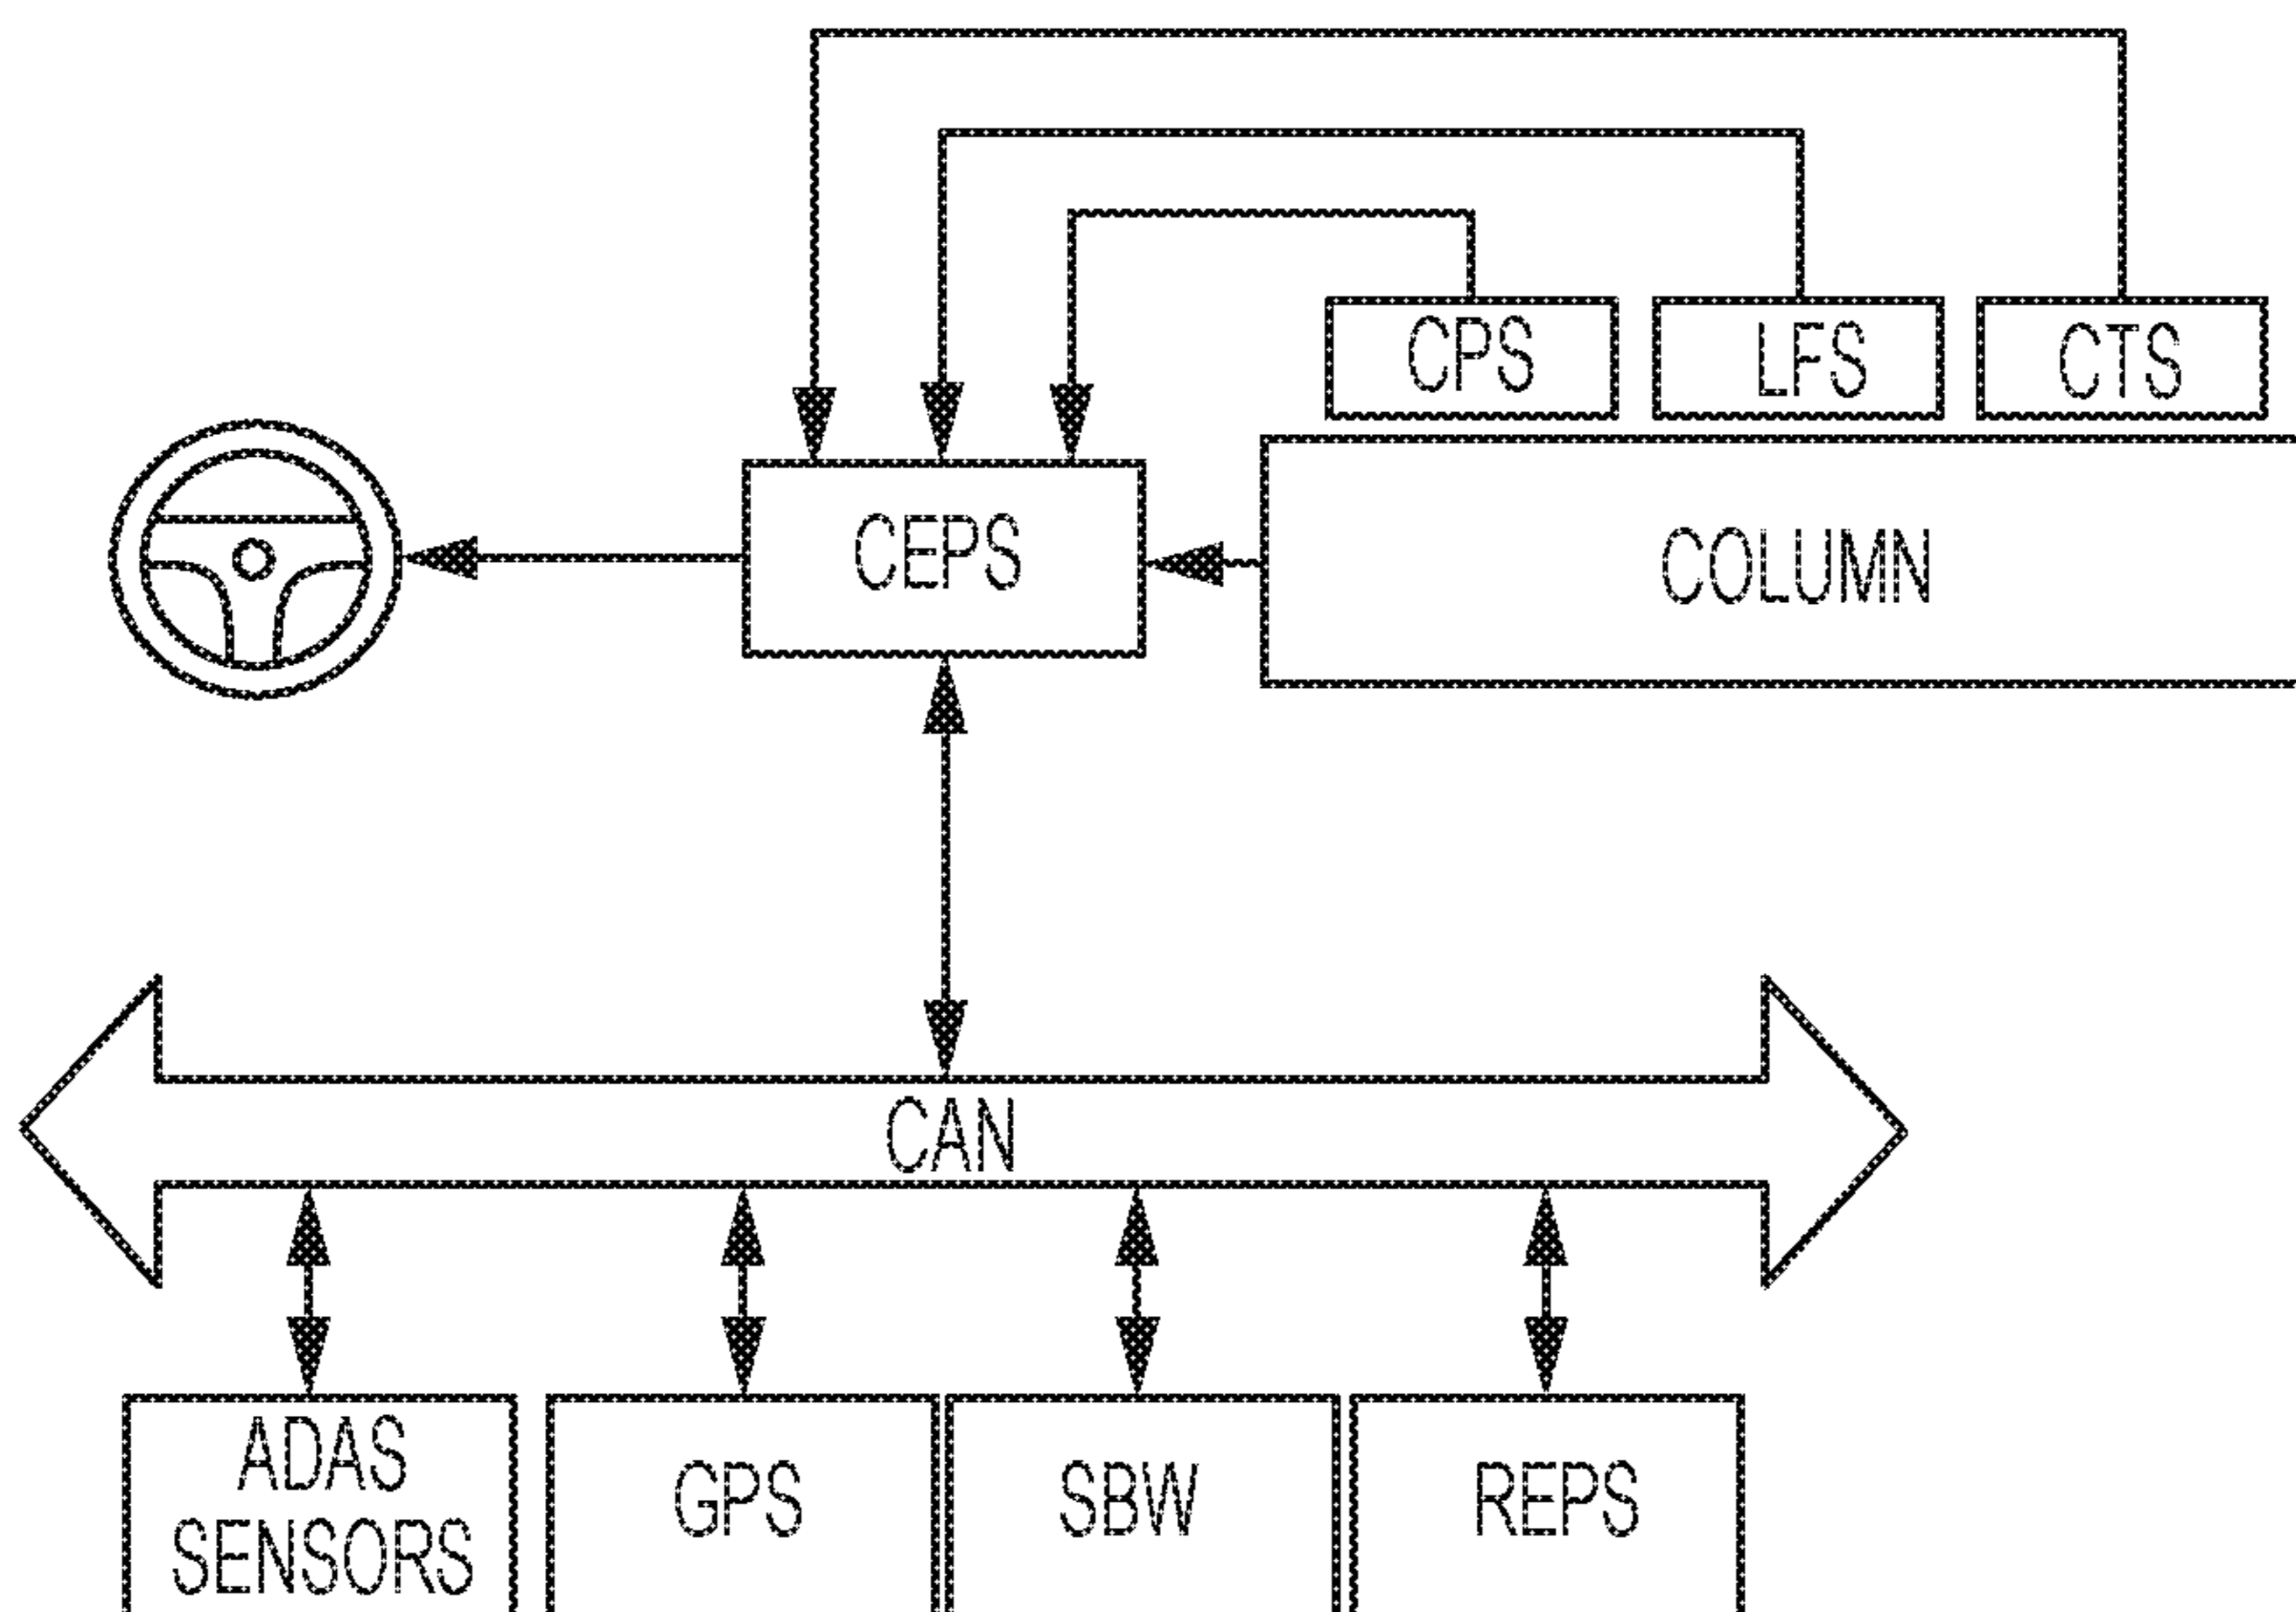 CPS
LFS
CTS
CEPS
COLUMN
CAN
ADAS
SENSORS
GPS
SBW
REPS